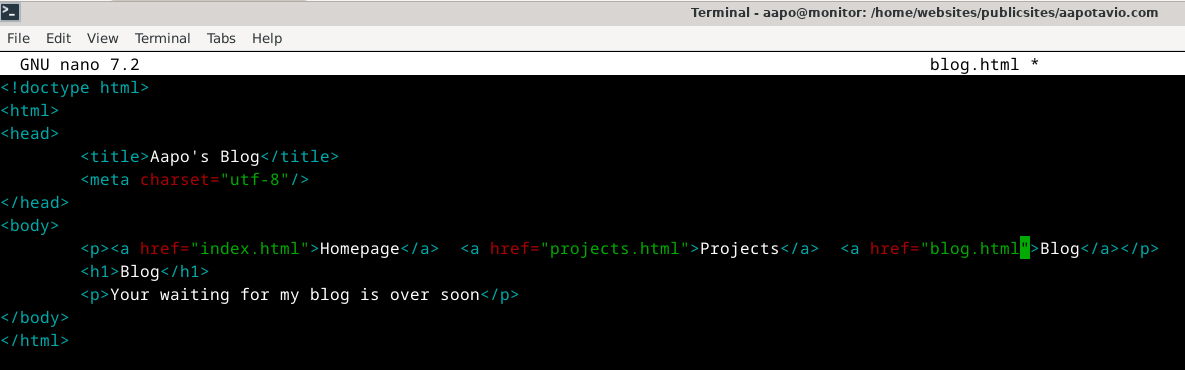 Terminal - aapo@monitor: /home/websites/publicsites/aapotavio.com
File Edit View Terminal Tabs Help
GNU nano 7.2 blog.html *
<!doctype html>
<html>
<head>
        <title>Aapo's Blog</title>
        <meta charset="utf-8"/>
</head>
<body>
        <p><a href="index.html">Homepage</a>  <a href="projects.html">Projects</a>  <a href="blog.html">Blog</a></p>
        <h1>Blog</h1>
        <p>Your waiting for my blog is over soon</p>
</body>
</html>